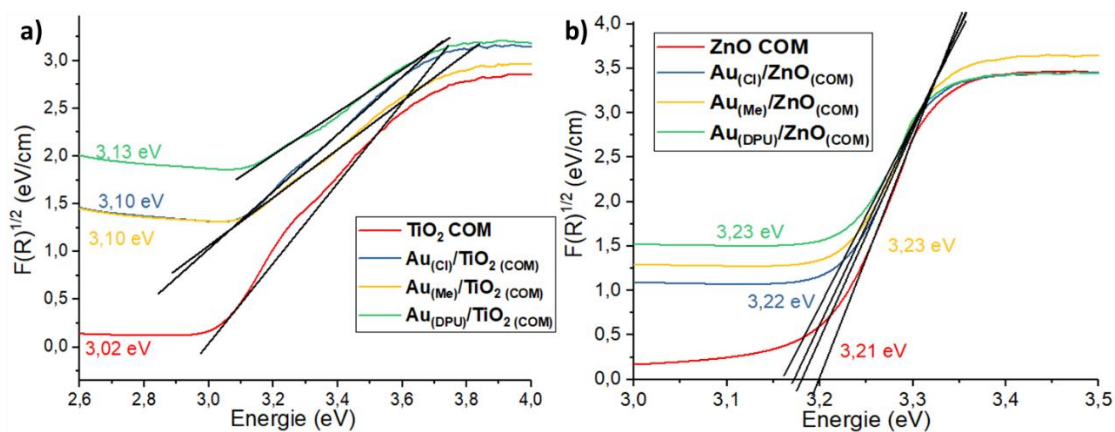 a)
F(R)^1/2 (eV/cm)
3,0
2,5
2,0
1,5
1,0
0,5
0,0
3,13 eV
3,10 eV
3,10 eV
3,02 eV
TiO2 COM
Au(Cl)/TiO2 (COM)
Au(Me)/TiO2 (COM)
Au(DPU)/TiO2 (COM)
2,6 2,8 3,0 3,2 3,4 3,6 3,8 4,0
Energie (eV)
b)
F(R)^1/2 (eV/cm)
4,0
3,5
3,0
2,5
2,0
1,5
1,0
0,5
0,0
ZnO COM
Au(Cl)/ZnO(COM)
Au(Me)/ZnO(COM)
Au(DPU)/ZnO(COM)
3,23 eV
3,23 eV
3,22 eV
3,21 eV
3,0 3,1 3,2 3,3 3,4 3,5
Energie (eV)